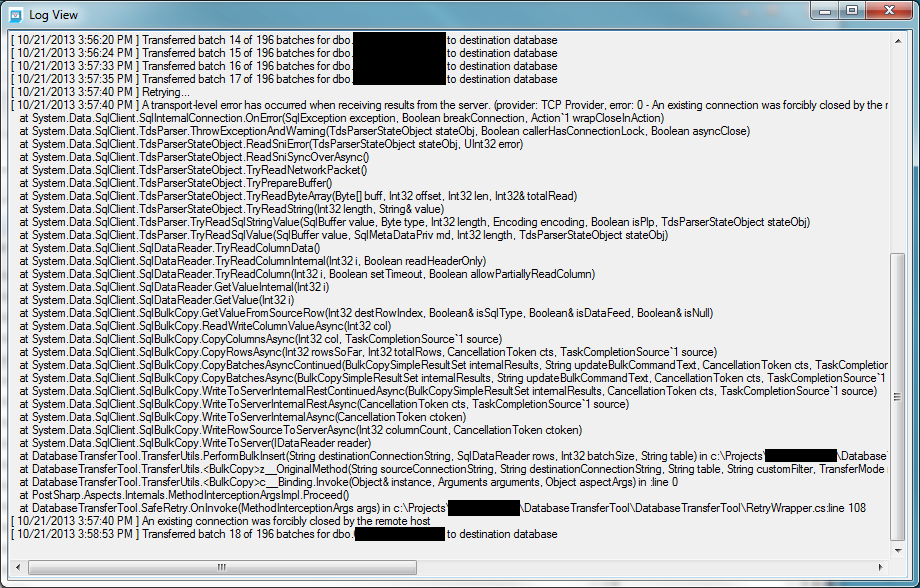 Log View
[ 10/21/2013 3:56:20 PM ] Transferred batch 14 of 196 batches for dbo. to destination database
[ 10/21/2013 3:56:24 PM ] Transferred batch 15 of 196 batches for dbo. to destination database
[ 10/21/2013 3:57:33 PM ] Transferred batch 16 of 196 batches for dbo. to destination database
[ 10/21/2013 3:57:35 PM ] Transferred batch 17 of 196 batches for dbo. to destination database
[ 10/21/2013 3:57:40 PM ] Retrying...
[ 10/21/2013 3:57:40 PM ] A transport-level error has occurred when receiving results from the server. (provider: TCP Provider, error: 0 - An existing connection was forcibly closed by the r
at System.Data.SqlClient.SqlInternalConnection.OnError(SqlException exception, Boolean breakConnection, Action`1 wrapCloseInAction)
at System.Data.SqlClient.TdsParser.ThrowExceptionAndWarning(TdsParserStateObject stateObj, Boolean callerHasConnectionLock, Boolean asyncClose)
at System.Data.SqlClient.TdsParserStateObject.ReadSniError(TdsParserStateObject stateObj, UInt32 error)
at System.Data.SqlClient.TdsParserStateObject.ReadSniSyncOverAsync()
at System.Data.SqlClient.TdsParserStateObject.TryReadNetworkPacket()
at System.Data.SqlClient.TdsParserStateObject.TryPrepareBuffer()
at System.Data.SqlClient.TdsParserStateObject.TryReadByteArray(Byte[] buff, Int32 offset, Int32 len, Int32& totalRead)
at System.Data.SqlClient.TdsParserStateObject.TryReadString(Int32 length, String& value)
at System.Data.SqlClient.TdsParser.TryReadSqlStringValue(SqlBuffer value, Byte type, Int32 length, Encoding encoding, Boolean isPlp, TdsParserStateObject stateObj)
at System.Data.SqlClient.TdsParser.TryReadSqlValue(SqlBuffer value, SqlMetaDataPriv md, Int32 length, TdsParserStateObject stateObj)
at System.Data.SqlClient.SqlDataReader.TryReadColumnData()
at System.Data.SqlClient.SqlDataReader.TryReadColumnInternal(Int32 i, Boolean readHeaderOnly)
at System.Data.SqlClient.SqlDataReader.TryReadColumn(Int32 i, Boolean setTimeout, Boolean allowPartiallyReadColumn)
at System.Data.SqlClient.SqlDataReader.GetValueInternal(Int32 i)
at System.Data.SqlClient.SqlDataReader.GetValue(Int32 i)
at System.Data.SqlClient.SqlBulkCopy.GetValueFromSourceRow(Int32 destRowIndex, Boolean& isSqlType, Boolean& isDataFeed, Boolean& isNull)
at System.Data.SqlClient.SqlBulkCopy.ReadWriteColumnValueAsync(Int32 col)
at System.Data.SqlClient.SqlBulkCopy.CopyColumnsAsync(Int32 col, TaskCompletionSource`1 source)
at System.Data.SqlClient.SqlBulkCopy.CopyRowsAsync(Int32 rowsSoFar, Int32 totalRows, CancellationToken cts, TaskCompletionSource`1 source)
at System.Data.SqlClient.SqlBulkCopy.CopyBatchesAsyncContinued(BulkCopySimpleResultSet internalResults, String updateBulkCommandText, CancellationToken cts, TaskCompletion
at System.Data.SqlClient.SqlBulkCopy.CopyBatchesAsync(BulkCopySimpleResultSet internalResults, String updateBulkCommandText, CancellationToken cts, TaskCompletionSource`1
at System.Data.SqlClient.SqlBulkCopy.WriteToServerInternalRestContinuedAsync(BulkCopySimpleResultSet internalResults, CancellationToken cts, TaskCompletionSource`1 source)
at System.Data.SqlClient.SqlBulkCopy.WriteToServerInternalRestAsync(CancellationToken cts, TaskCompletionSource`1 source)
at System.Data.SqlClient.SqlBulkCopy.WriteToServerInternalAsync(CancellationToken ctoken)
at System.Data.SqlClient.SqlBulkCopy.WriteRowSourceToServerAsync(Int32 columnCount, CancellationToken ctoken)
at System.Data.SqlClient.SqlBulkCopy.WriteToServer(IDataReader reader)
at DatabaseTransferTool.TransferUtils.PerformBulkInsert(String destinationConnectionString, SqlDataReader rows, Int32 batchSize, String table) in c:\Projects\ \Database
at DatabaseTransferTool.TransferUtils.<BulkCopy>z__OriginalMethod(String sourceConnectionString, String destinationConnectionString, String table, String customFilter, TransferMode
at DatabaseTransferTool.TransferUtils.<BulkCopy>c__Binding.Invoke(Object& instance, Arguments arguments, Object aspectArgs) in :line 0
at PostSharp.Aspects.Internals.MethodInterceptionArgsImpl.Proceed()
at DatabaseTransferTool.SafeRetry.OnInvoke(MethodInterceptionArgs args) in c:\Projects\ \DatabaseTransferTool\DatabaseTransferTool\RetryWrapper.cs:line 108
[ 10/21/2013 3:57:40 PM ] An existing connection was forcibly closed by the remote host
[ 10/21/2013 3:58:53 PM ] Transferred batch 18 of 196 batches for dbo. to destination database